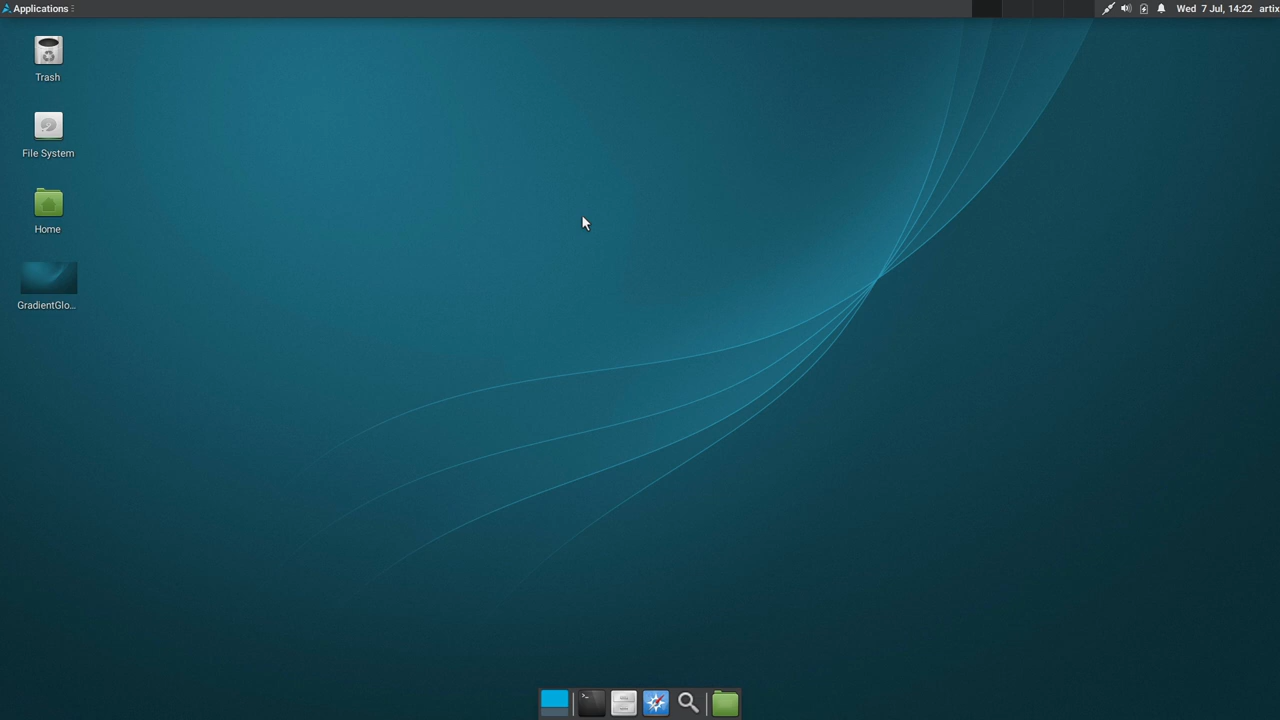 Applications
Wed 7 Jul, 14:22 artix
Trash
File System
Home
GradientGlo...